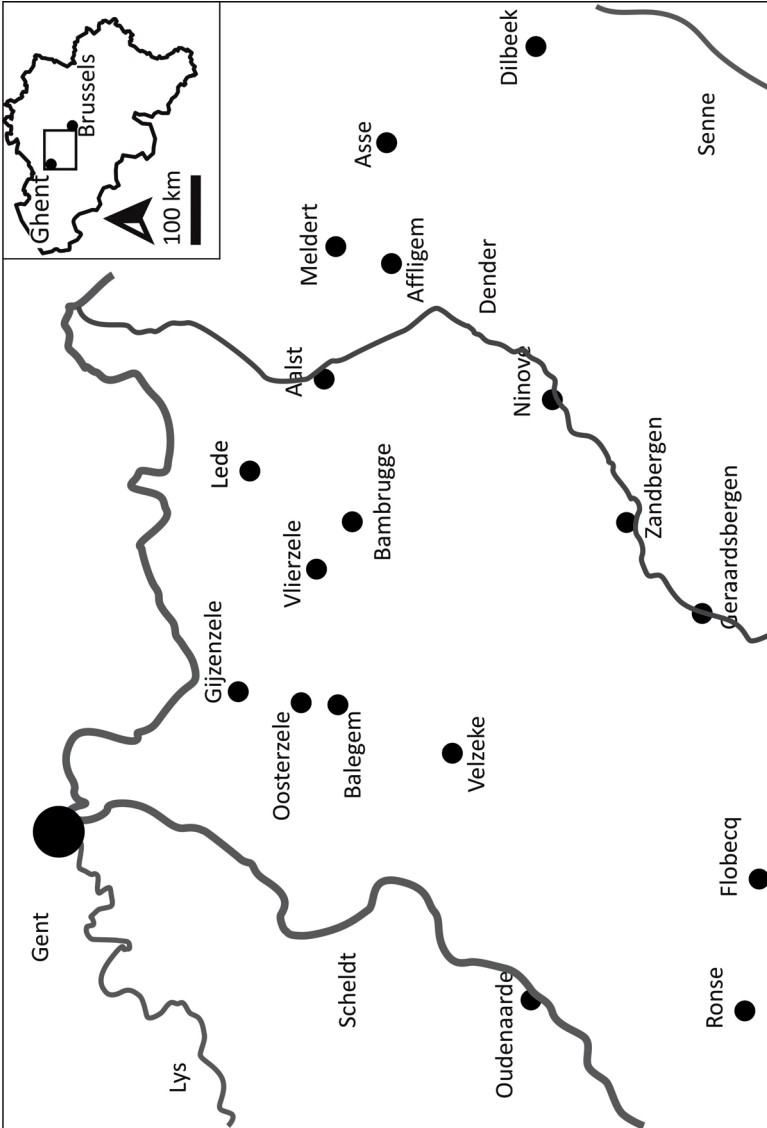 Ghent
Brussels
100 km
Gent
Lys
Scheldt
Oudenaarde
Ronse
Flobecq
Gijzenzele
Oosterzele
Balegem
Velzeke
Vlierzele
Bambrugge
Lede
Aalst
Meldert
Affligem
Asse
Dilbeek
Dender
Senne
Ninove
Zandbergen
Geraardsbergen